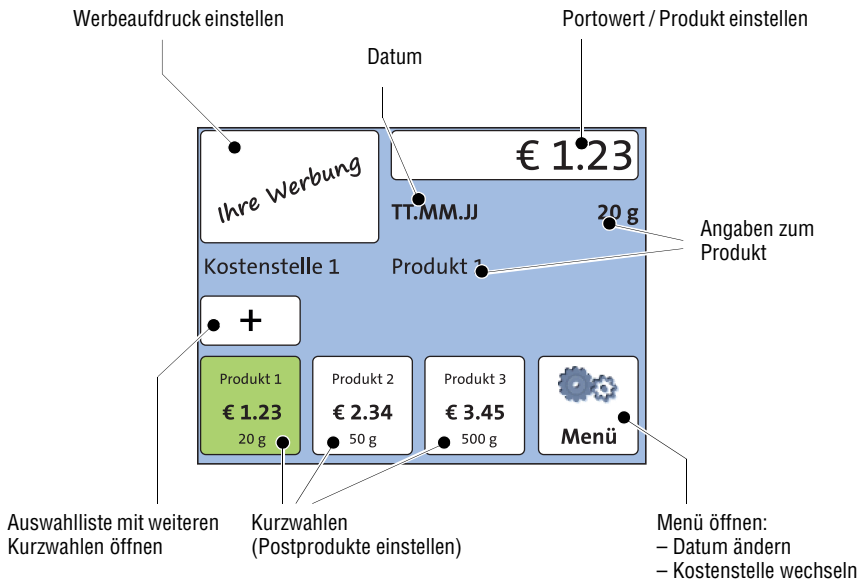 Werbeaufdruck einstellen
Portowert / Produkt einstellen
Datum
Ihre Werbung
€ 1.23
TT.MM.JJ
20 g
Angaben zum
Produkt
Kostenstelle 1
Produkt 1
+
Produkt 1
€ 1.23
20 g
Produkt 2
€ 2.34
50 g
Produkt 3
€ 3.45
500 g
Menü
Auswahlliste mit weiteren
Kurzwahlen öffnen
Kurzwahlen
(Postprodukte einstellen)
Menü öffnen:
– Datum ändern
– Kostenstelle wechseln